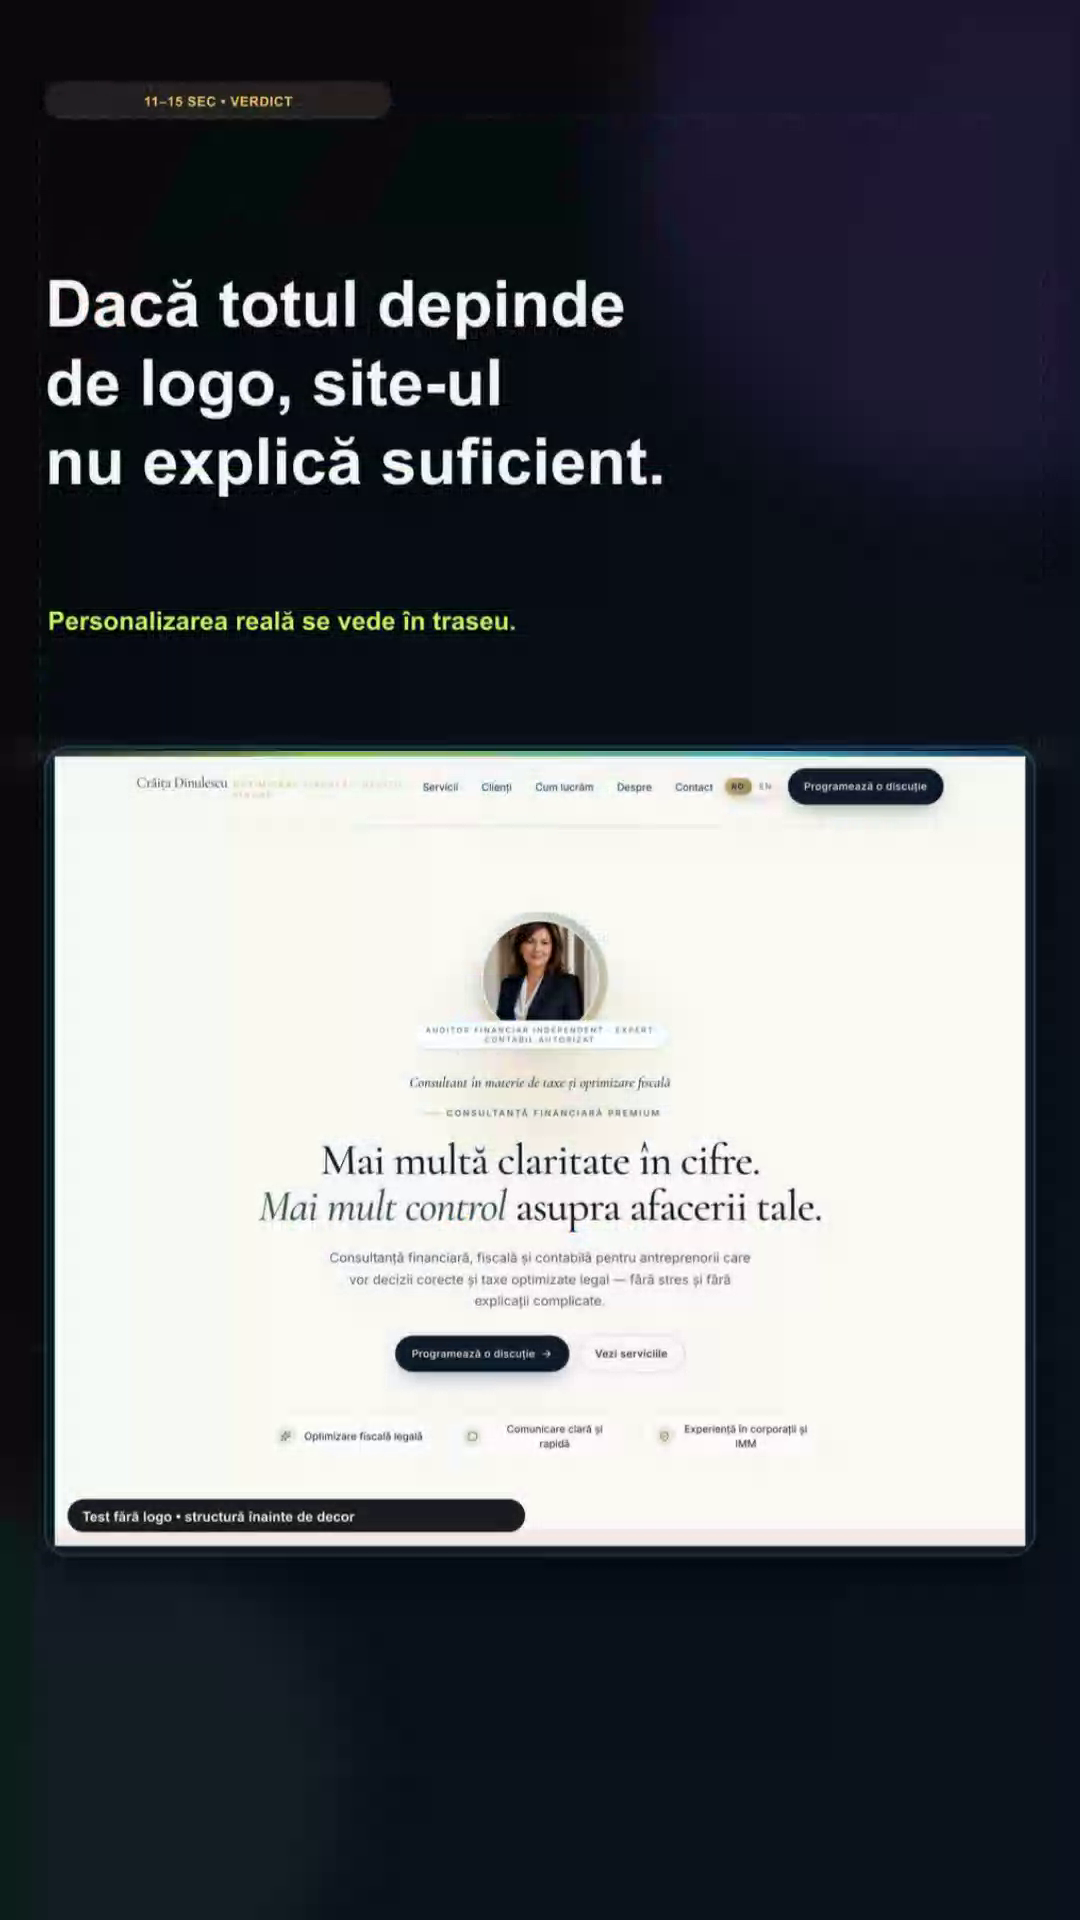 11–15 SEC • VERDICT
Dacă totul depinde
de logo, site-ul
nu explică suficient.
Personalizarea reală se vede în traseu.
Crăița Dinulescu
Servicii
Clienți
Cum lucrăm
Despre
Contact
RO
EN
Programează o discuție
AUDITOR FINANCIAR INDEPENDENT · EXPERT
CONTABIL AUTORIZAT
Consultant în materie de taxe și optimizare fiscală
CONSULTANȚĂ FINANCIARĂ PREMIUM
Mai multă claritate în cifre.
Mai mult control asupra afacerii tale.
Consultanță financiară, fiscală și contabilă pentru antreprenorii care
vor decizii corecte și taxe optimizate legal — fără stres și fără
explicații complicate.
Programează o discuție →
Vezi serviciile
Optimizare fiscală legală
Comunicare clară și
rapidă
Experiență în corporații și
IMM
Test fără logo • structură înainte de decor